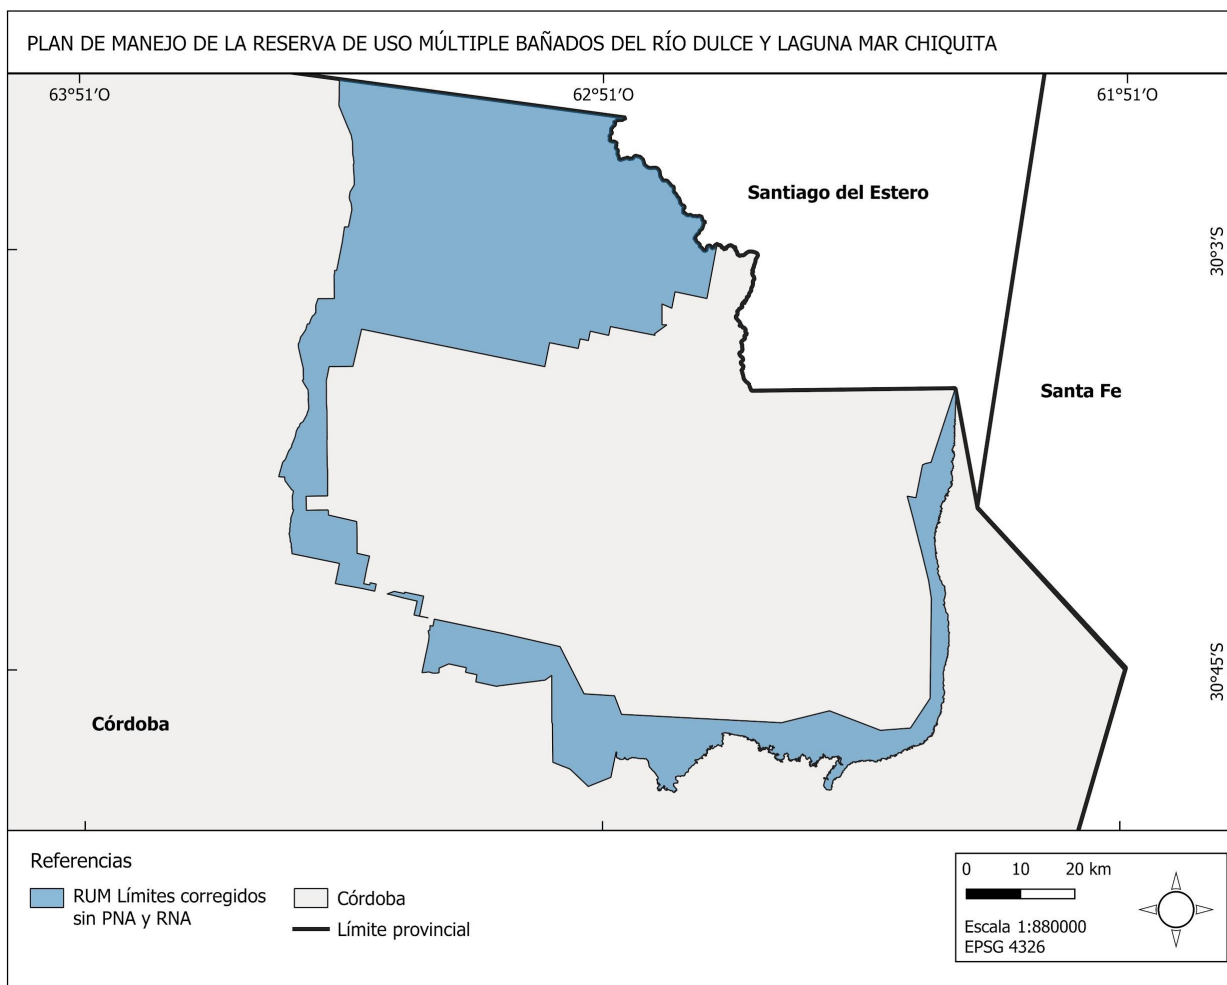 PLAN DE MANEJO DE LA RESERVA DE USO MÚLTIPLE BAÑADOS DEL RÍO DULCE Y LAGUNA MAR CHIQUITA
63°51′O
62°51′O
61°51′O
Santiago del Estero
30°3′S
Santa Fe
30°45′S
Córdoba
Referencias
RUM Límites corregidos
sin PNA y RNA
Córdoba
Límite provincial
0 10 20 km
Escala 1:880000
EPSG 4326